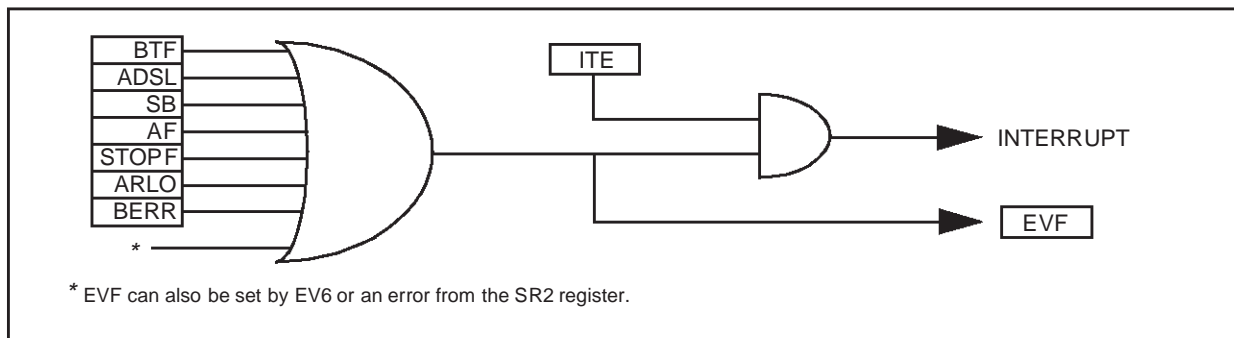 BTF
ADSL
SB
AF
STOPF
ARLO
BERR
*
ITE
INTERRUPT
EVF
* EVF can also be set by EV6 or an error from the SR2 register.